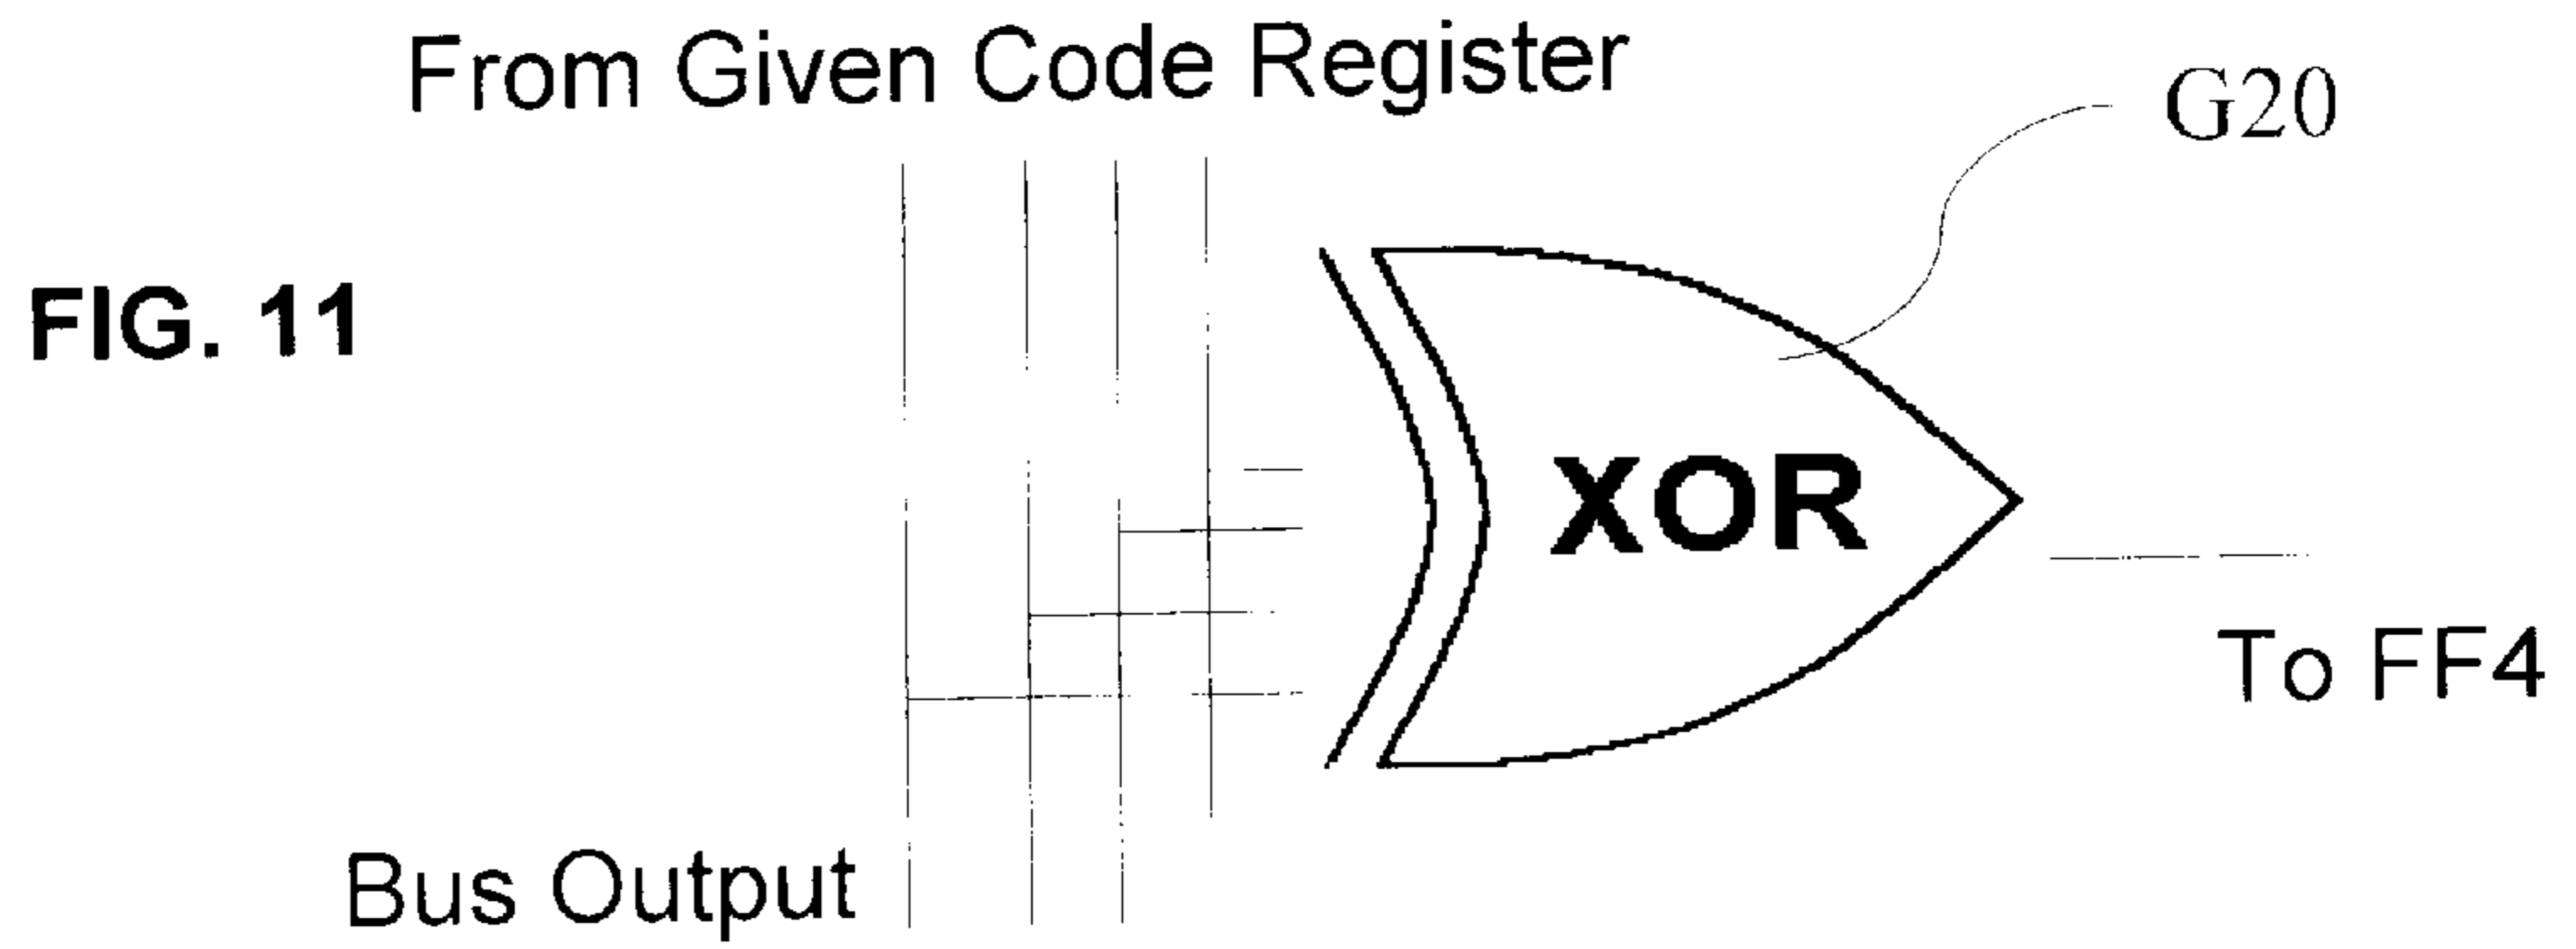 From Given Code Register
G20
FIG. 11
XOR
To FF4
Bus Output